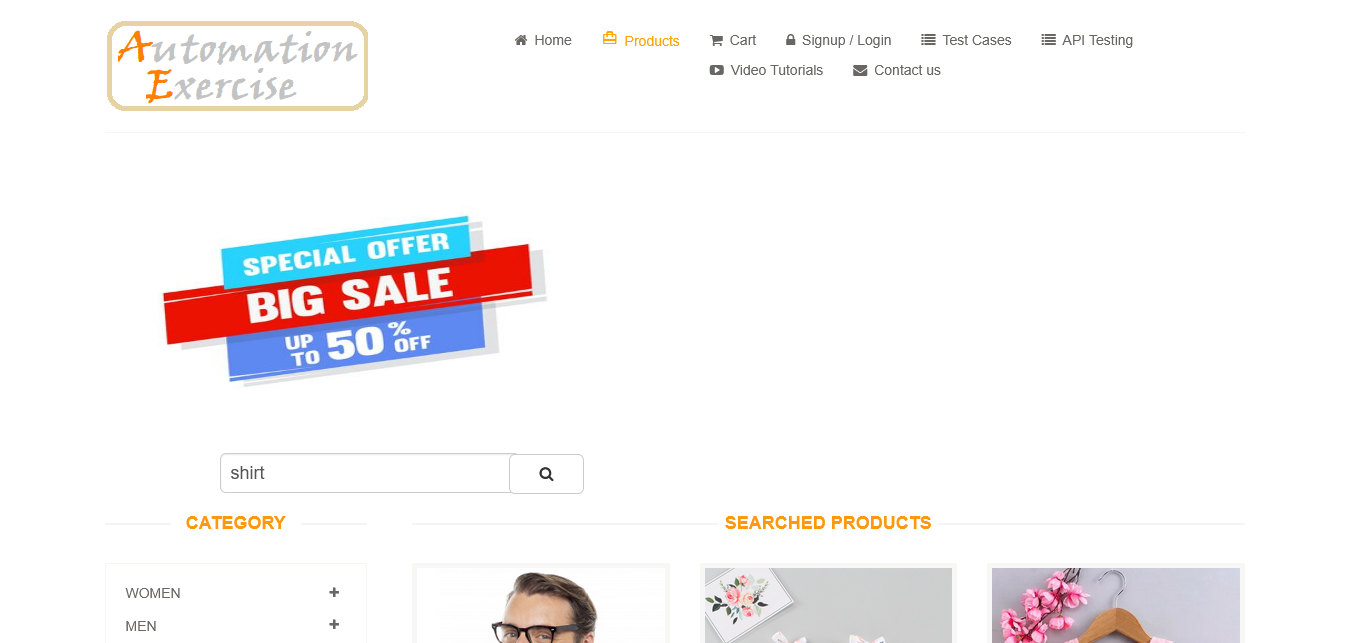 Automation
Exercise
Home
Products
Cart
Signup / Login
Test Cases
API Testing
Video Tutorials
Contact us
SPECIAL OFFER
BIG SALE
UP TO 50% OFF
shirt
CATEGORY
SEARCHED PRODUCTS
WOMEN
MEN